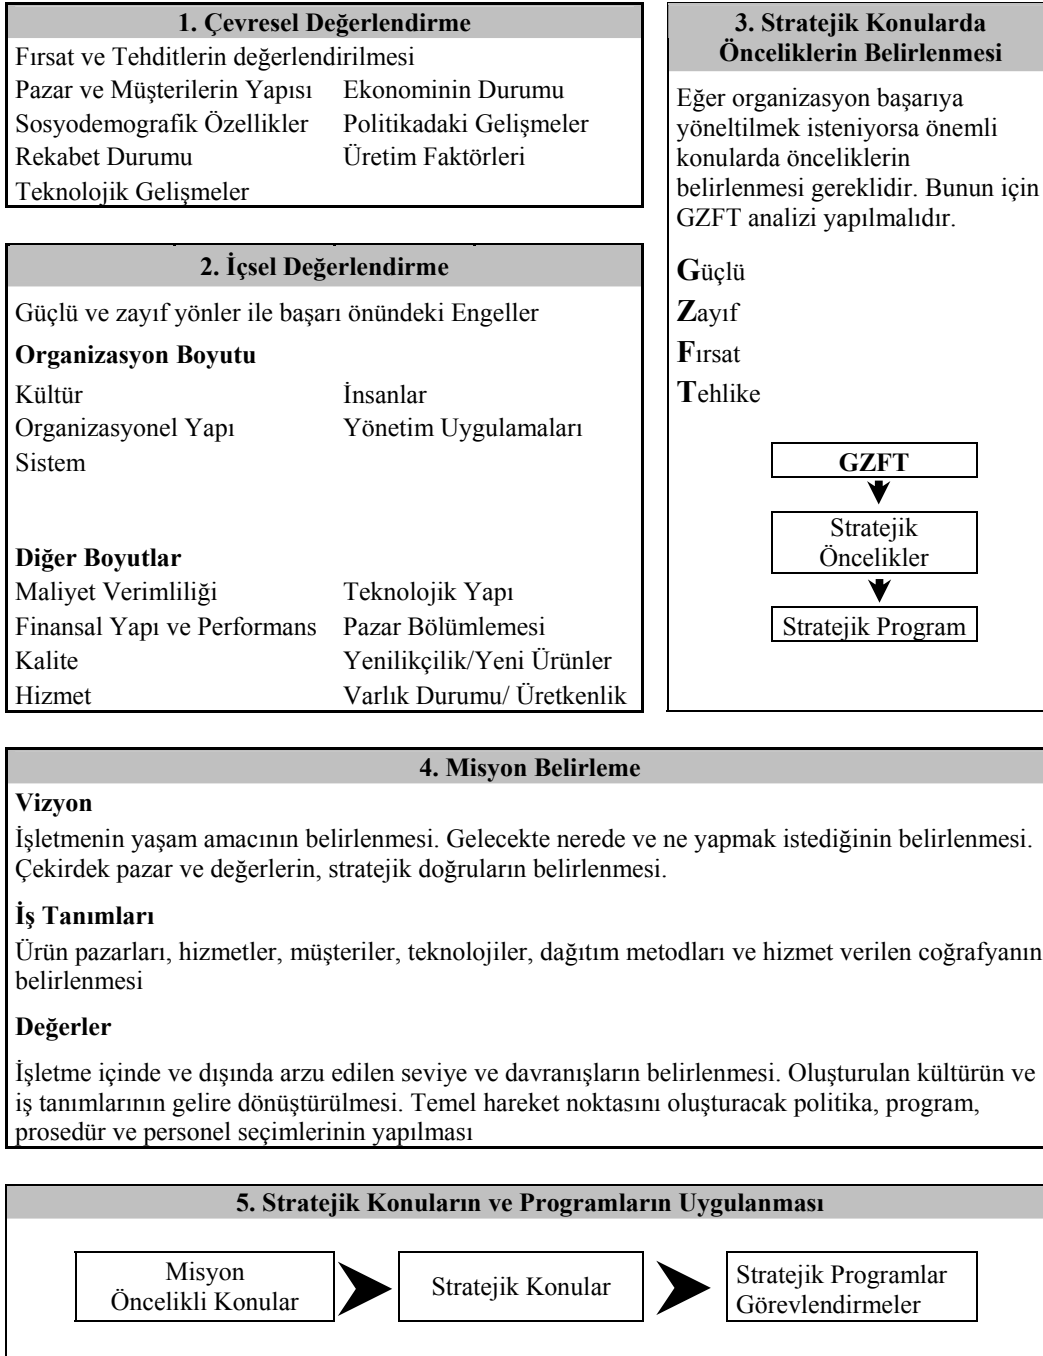 1. Çevresel Değerlendirme
Fırsat ve Tehditlerin değerlendirilmesi
Pazar ve Müşterilerin Yapısı Ekonominin Durumu
Sosyodemografik Özellikler Politikadaki Gelişmeler
Rekabet Durumu Üretim Faktörleri
Teknolojik Gelişmeler
2. İçsel Değerlendirme
Güçlü ve zayıf yönler ile başarı önündeki Engeller
Organizasyon Boyutu
Kültür İnsanlar
Organizasyonel Yapı Yönetim Uygulamaları
Sistem
Diğer Boyutlar
Maliyet Verimliliği Teknolojik Yapı
Finansal Yapı ve Performans Pazar Bölümlemesi
Kalite Yenilikçilik/Yeni Ürünler
Hizmet Varlık Durumu/ Üretkenlik
3. Stratejik Konularda
Önceliklerin Belirlenmesi
Eğer organizasyon başarıya
yöneltilmek isteniyorsa önemli
konularda önceliklerin
belirlenmesi gereklidir. Bunun için
GZFT analizi yapılmalıdır.
Güçlü
Zayıf
Fırsat
Tehlike
GZFT
Stratejik
Öncelikler
Stratejik Program
4. Misyon Belirleme
Vizyon
İşletmenin yaşam amacının belirlenmesi. Gelecekte nerede ve ne yapmak istediğinin belirlenmesi.
Çekirdek pazar ve değerlerin, stratejik doğruların belirlenmesi.
İş Tanımları
Ürün pazarları, hizmetler, müşteriler, teknolojiler, dağıtım metodları ve hizmet verilen coğrafyanın
belirlenmesi
Değerler
İşletme içinde ve dışında arzu edilen seviye ve davranışların belirlenmesi. Oluşturulan kültürün ve
iş tanımlarının gelire dönüştürülmesi. Temel hareket noktasını oluşturacak politika, program,
prosedür ve personel seçimlerinin yapılması
5. Stratejik Konuların ve Programların Uygulanması
Misyon
Öncelikli Konular
Stratejik Konular
Stratejik Programlar
Görevlendirmeler